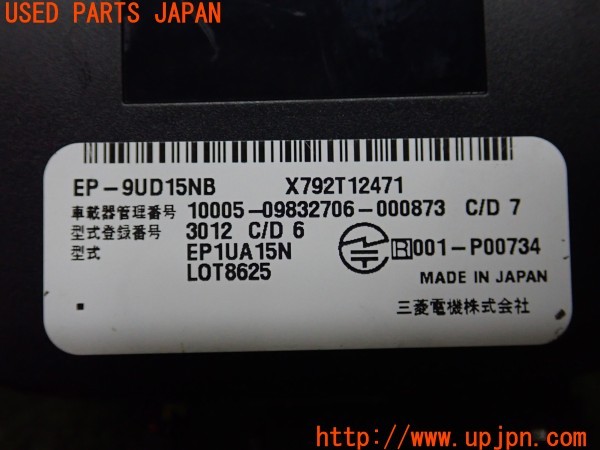 USED PARTS JAPAN
EP-9UD15NB X792T12471
車載器管理番号 10005-09832706-000873 C/D 7
型式登録番号 3012 C/D 6
型式 EP1UA15N
LOT8625
R 001-P00734
MADE IN JAPAN
三菱電機株式会社
http://www.upjpn.com/